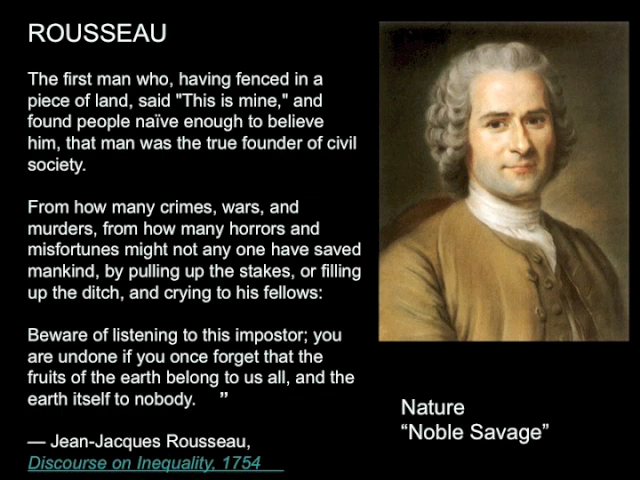 ROUSSEAU
The first man who, having fenced in a
piece of land, said "This is mine," and
found people naïve enough to believe
him, that man was the true founder of civil
society.
From how many crimes, wars, and
murders, from how many horrors and
misfortunes might not any one have saved
mankind, by pulling up the stakes, or filling
up the ditch, and crying to his fellows:
Beware of listening to this impostor; you
are undone if you once forget that the
fruits of the earth belong to us all, and the
earth itself to nobody. ”
— Jean-Jacques Rousseau,
Discourse on Inequality, 1754
Nature
“Noble Savage”